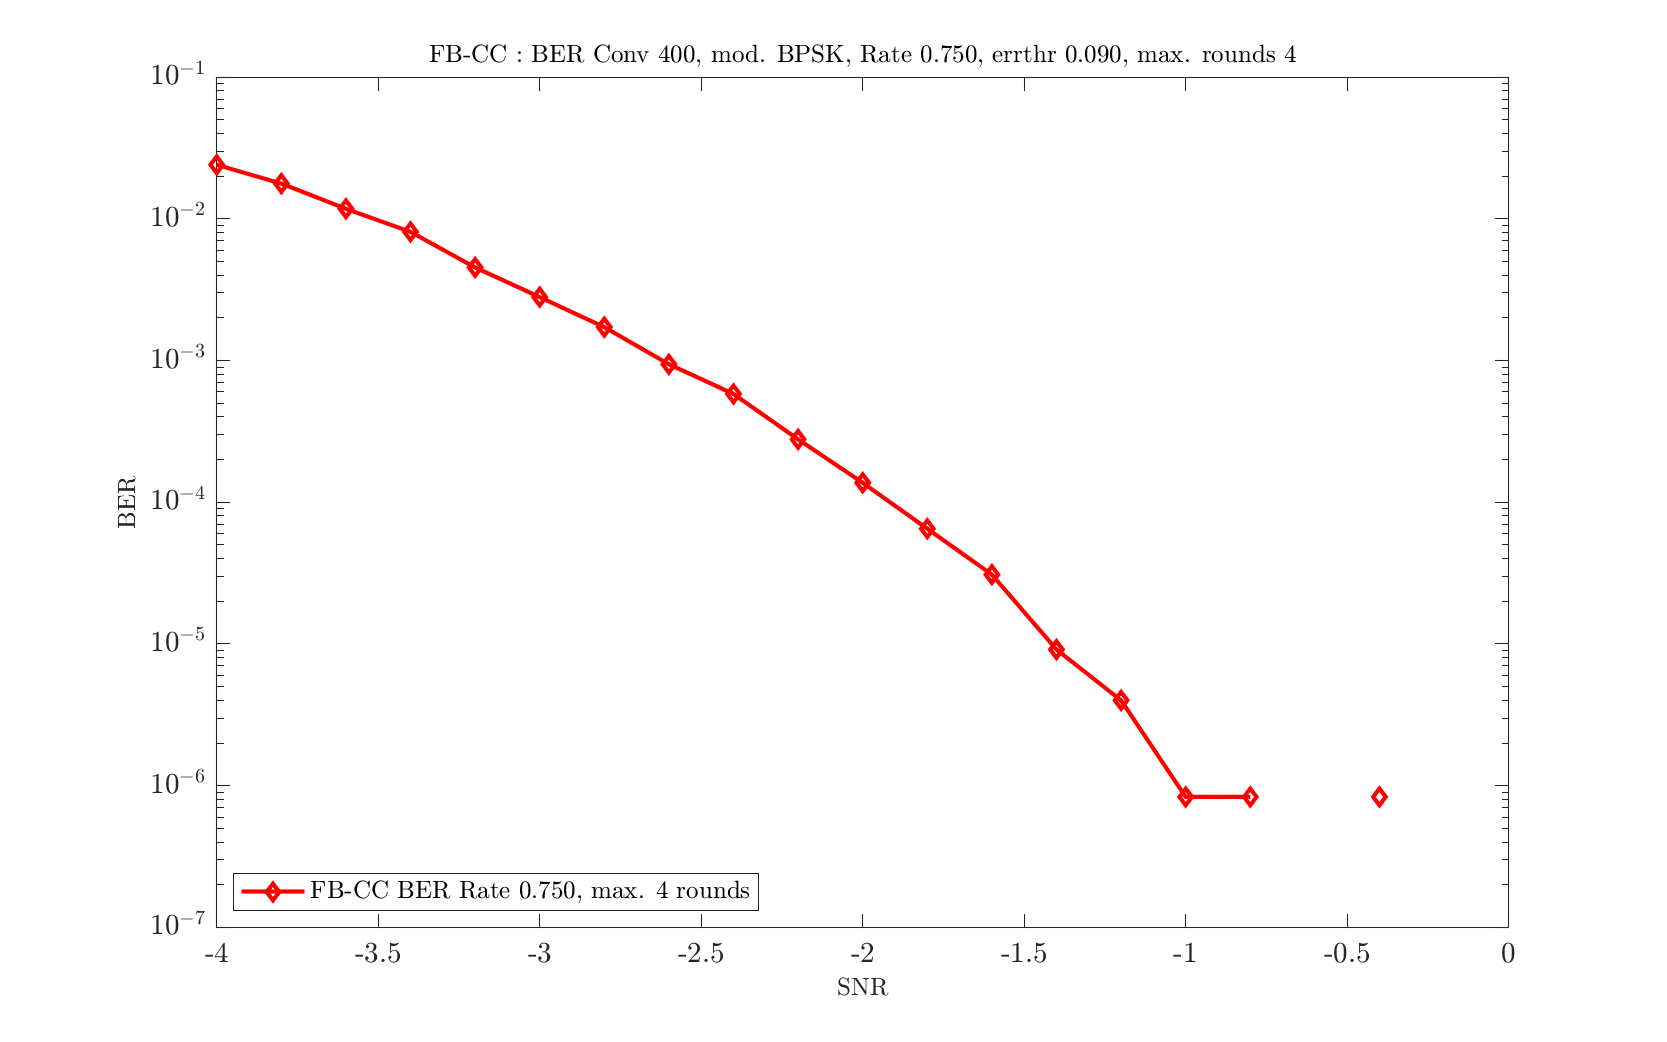 FB-CC : BER Conv 400, mod. BPSK, Rate 0.750, errthr 0.090, max. rounds 4
10⁻¹
10⁻²
10⁻³
10⁻⁴
10⁻⁵
10⁻⁶
10⁻⁷
BER
FB-CC BER Rate 0.750, max. 4 rounds
-4 -3.5 -3 -2.5 -2 -1.5 -1 -0.5 0
SNR